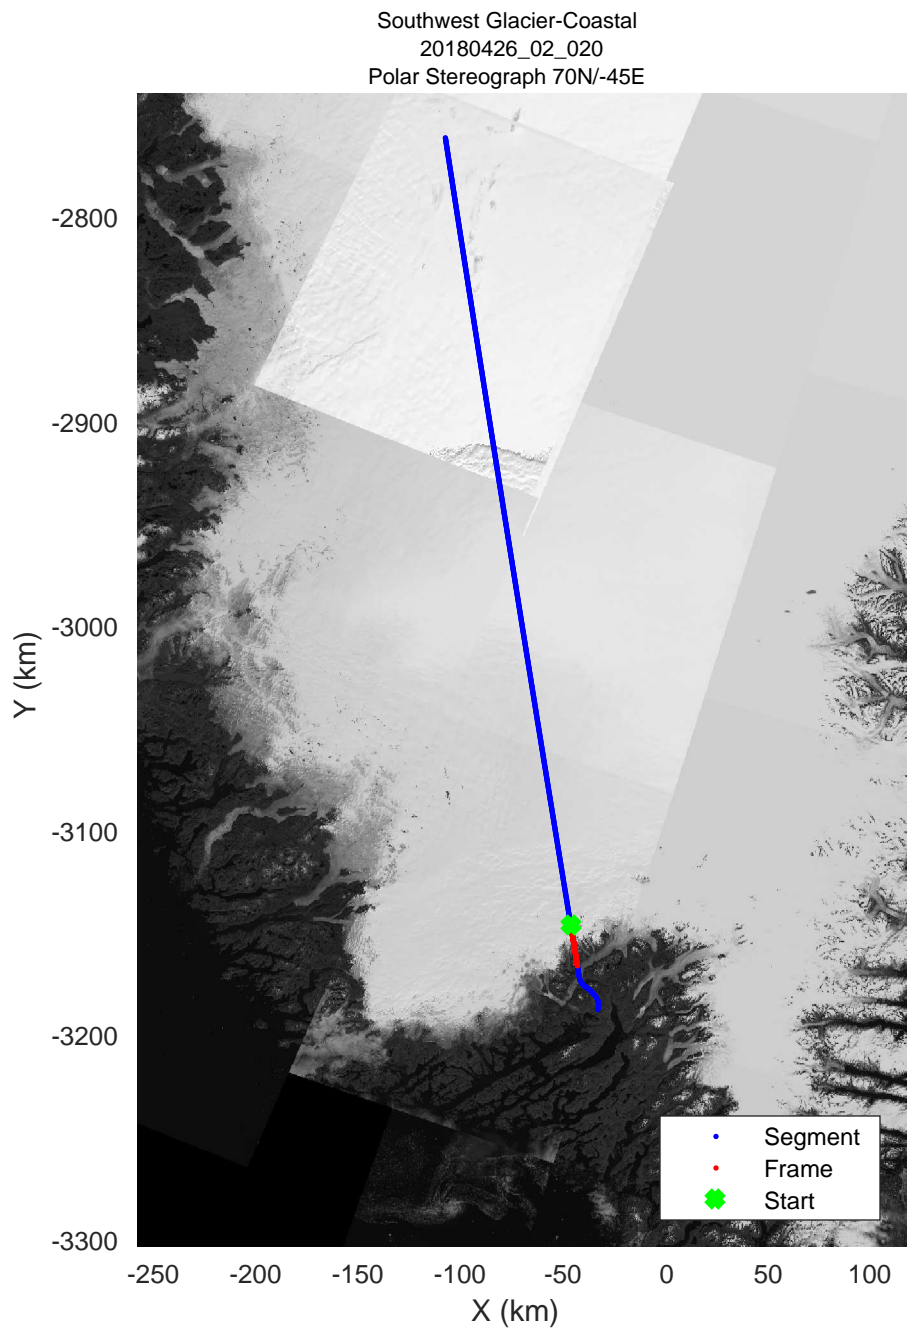 Southwest Glacier-Coastal
20180426_02_020
Polar Stereograph 70N/-45E
-2800
-2900
-3000
-3100
-3200
-3300
Y (km)
-250 -200 -150 -100 -50 0 50 100
X (km)
Segment
Frame
Start